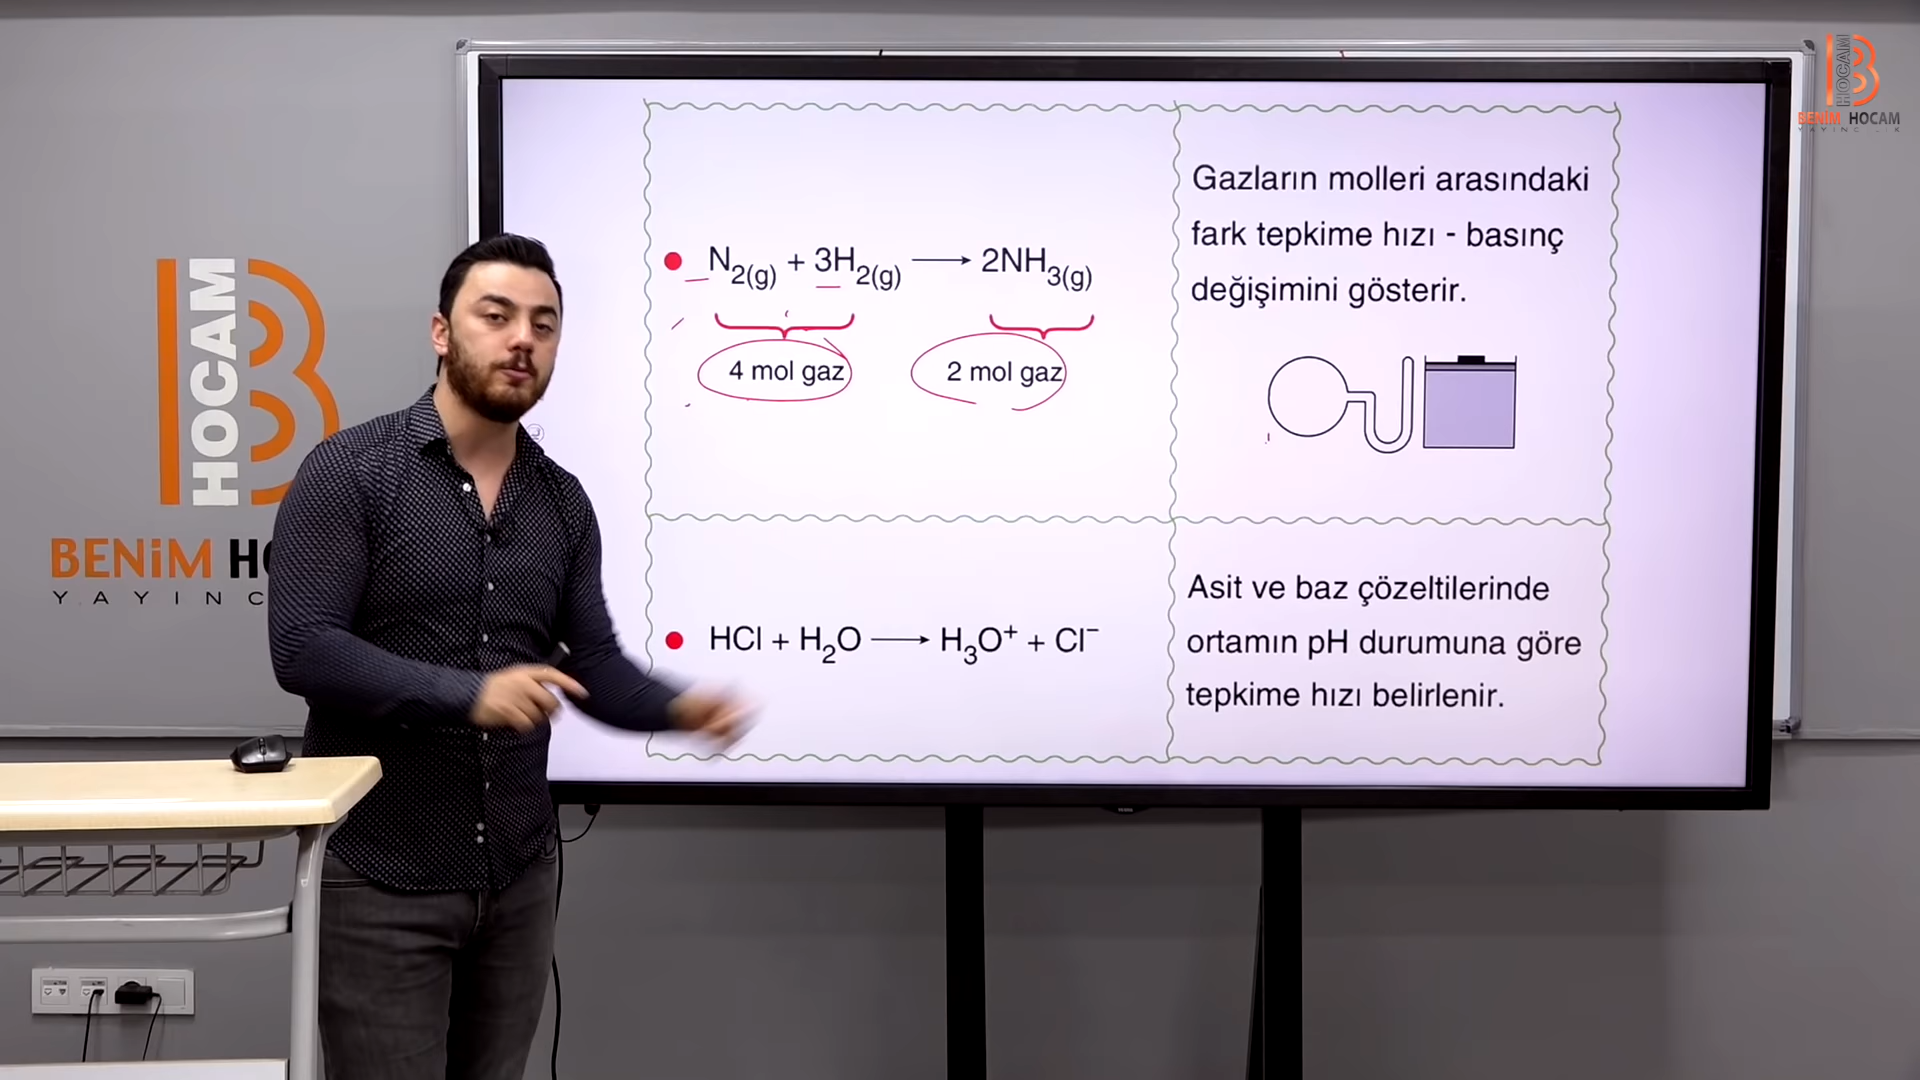 N2(g) + 3H2(g) → 2NH3(g)
4 mol gaz
2 mol gaz
Gazların molleri arasındaki
fark tepkime hızı - basınç
değişimini gösterir.
HCl + H2O → H3O+ + Cl−
Asit ve baz çözeltilerinde
ortamın pH durumuna göre
tepkime hızı belirlenir.
HOCAM
BENİM HO
YAYINC
HOCAM
BENİM HOCAM